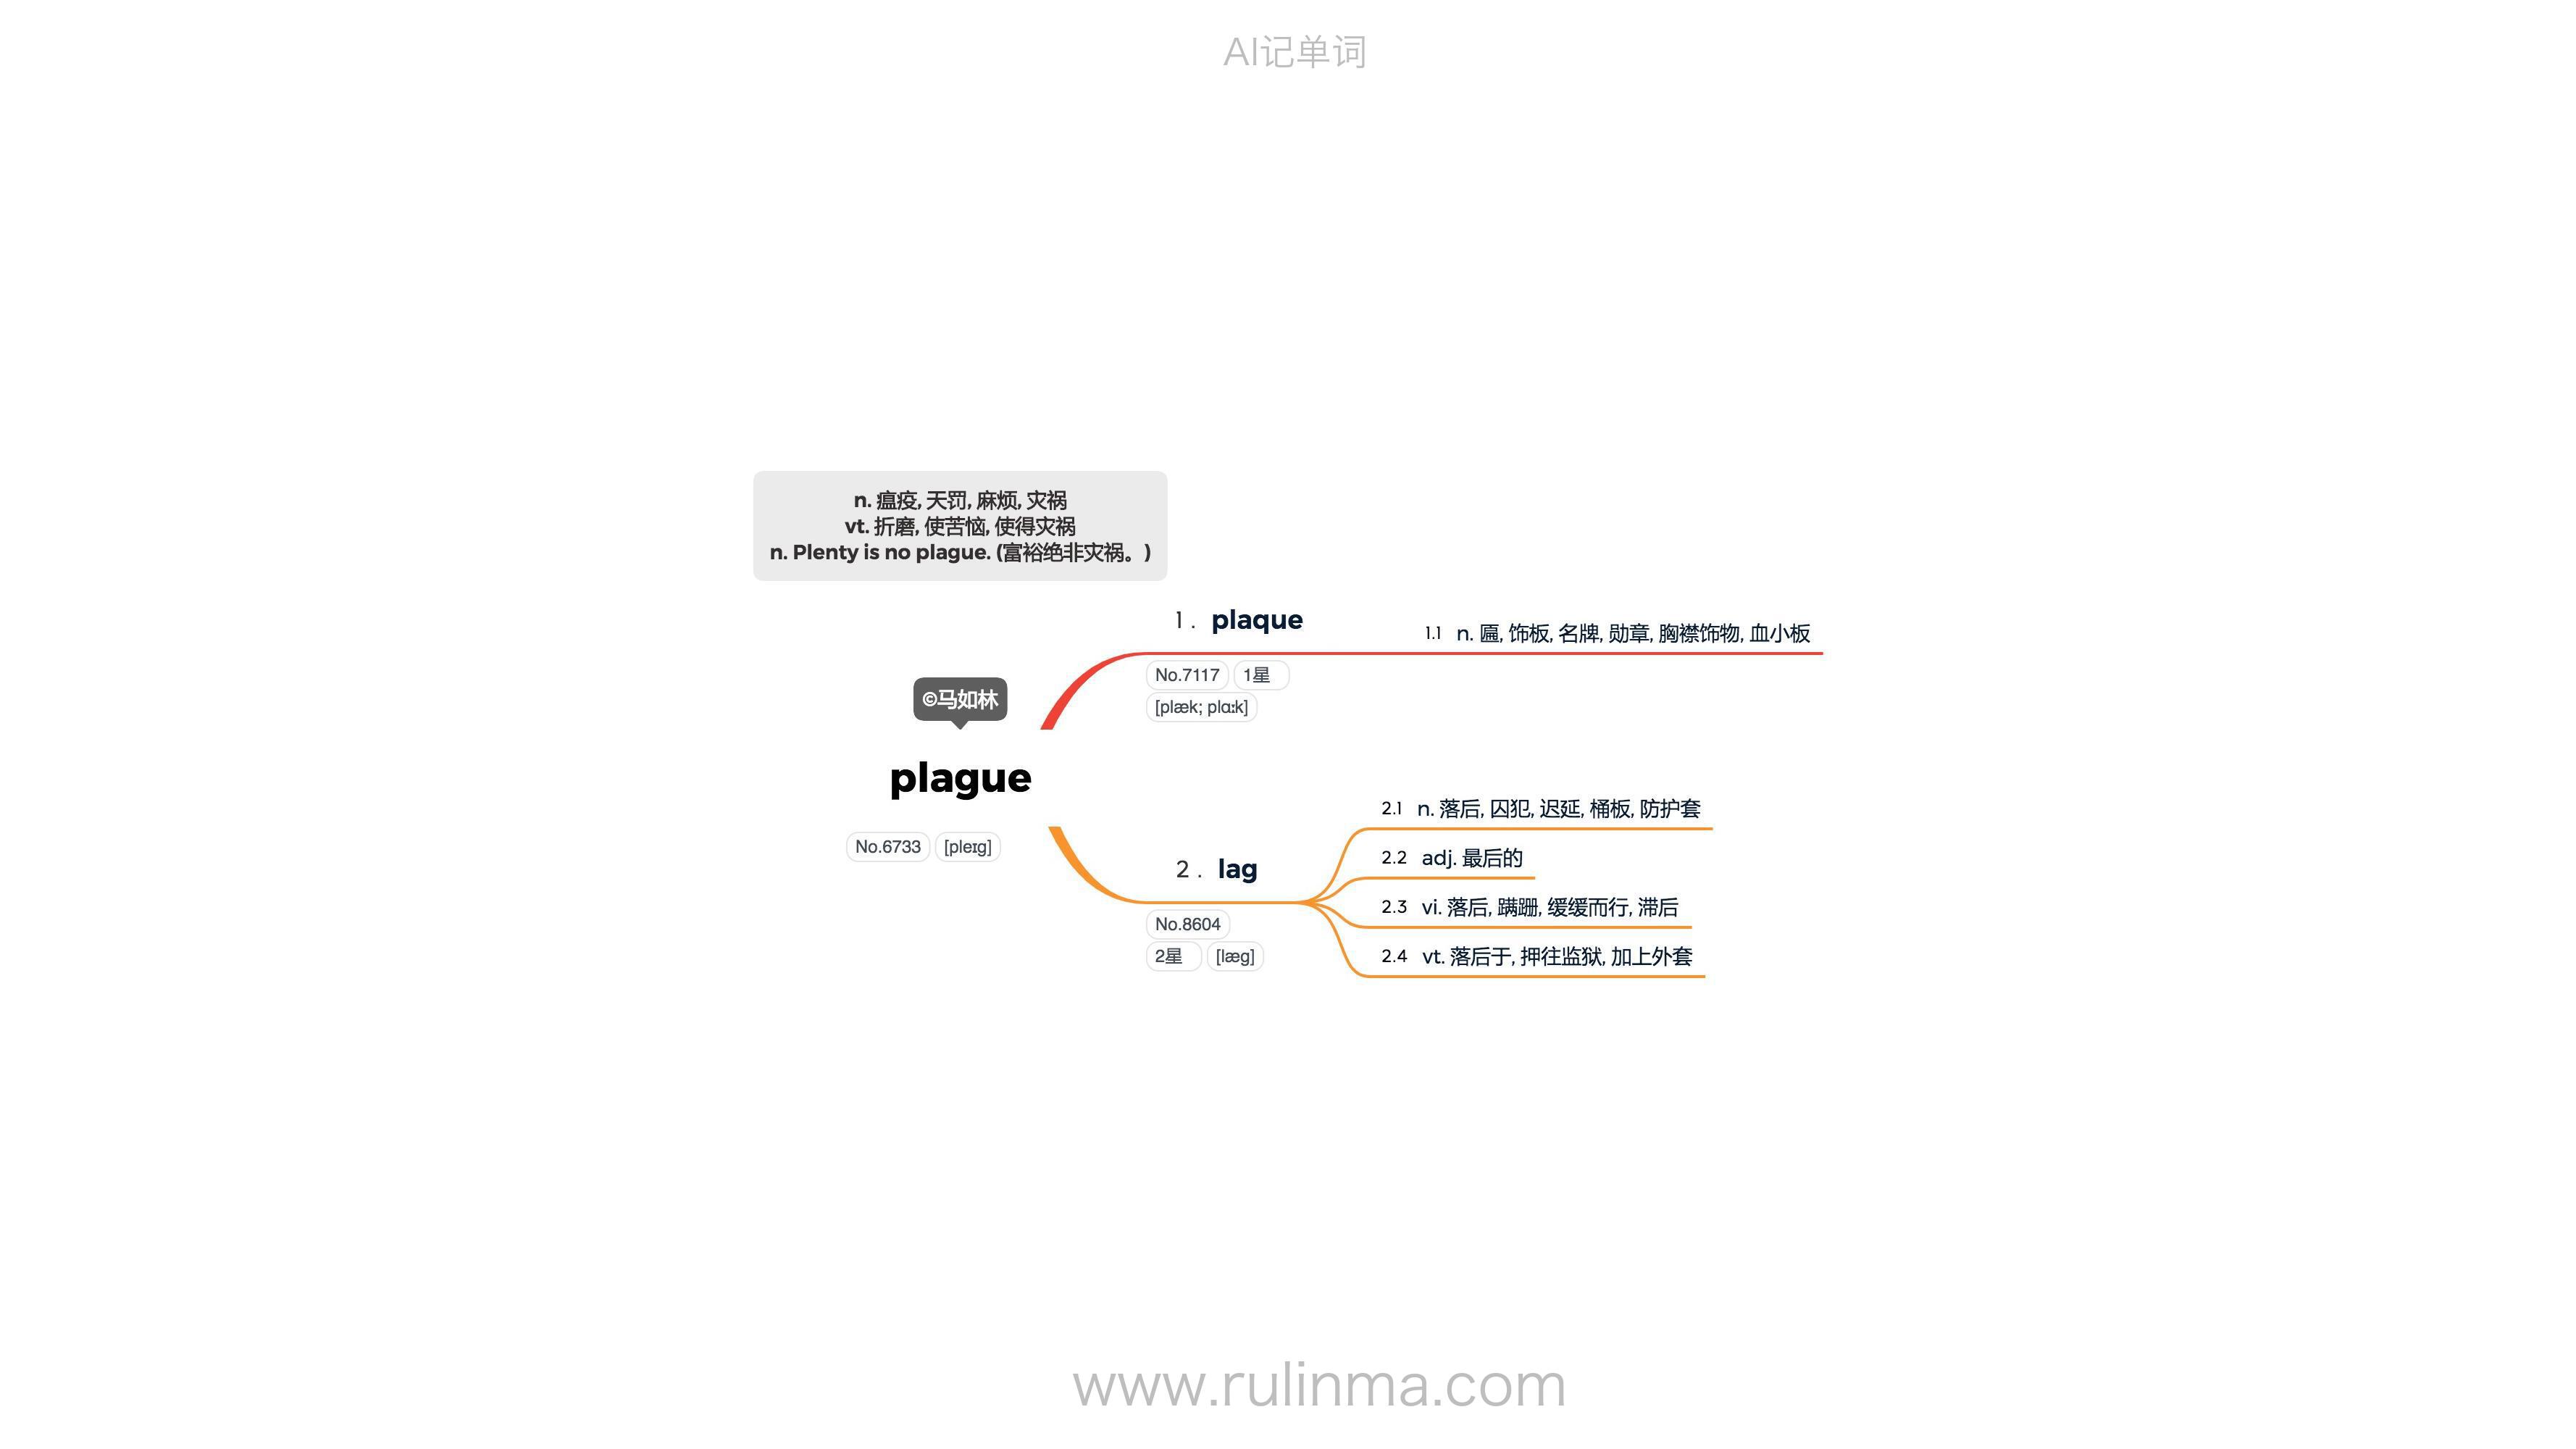 AI记单词
n. 瘟疫, 天罚, 麻烦, 灾祸
vt. 折磨, 使苦恼, 使得灾祸
n. Plenty is no plague. (富裕绝非灾祸。)
©马如林
plague
No.6733 [pleɪg]
1. plaque
No.7117 1星
[plæk; plɑːk]
1.1 n. 匾, 饰板, 名牌, 勋章, 胸襟饰物, 血小板
2. lag
No.8604
2星 [læg]
2.1 n. 落后, 囚犯, 迟延, 桶板, 防护套
2.2 adj. 最后的
2.3 vi. 落后, 蹒跚, 缓缓而行, 滞后
2.4 vt. 落后于, 押往监狱, 加上外套
www.rulinma.com